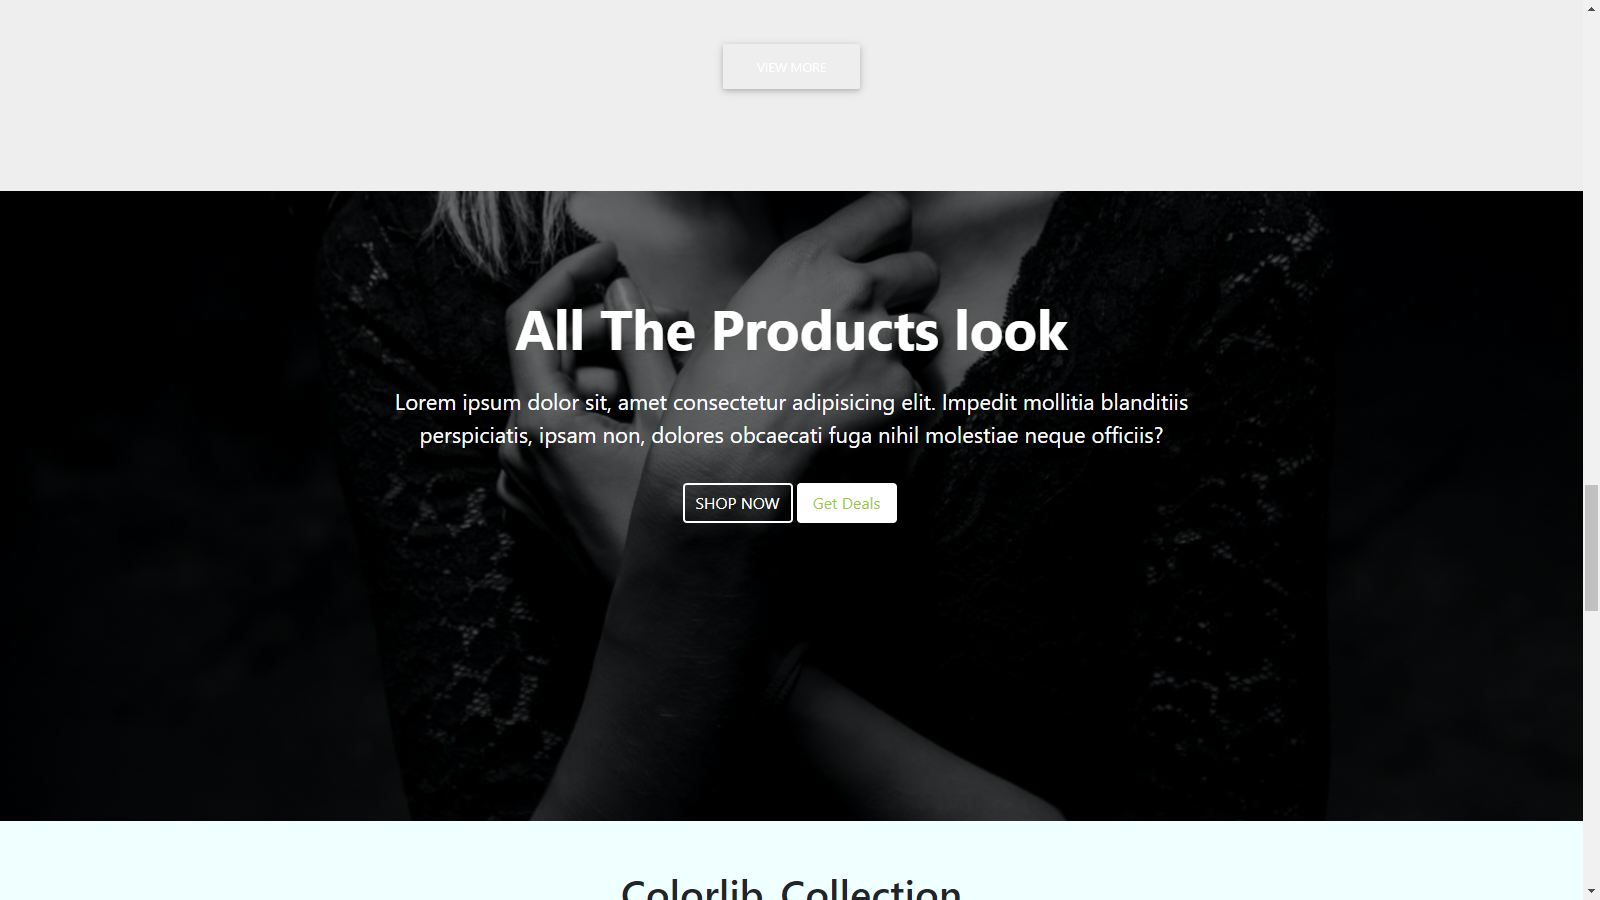 VIEW MORE
All The Products look
Lorem ipsum dolor sit, amet consectetur adipisicing elit. Impedit mollitia blanditiis
perspiciatis, ipsam non, dolores obcaecati fuga nihil molestiae neque officiis?
SHOP NOW
Get Deals
Colorlib Collection